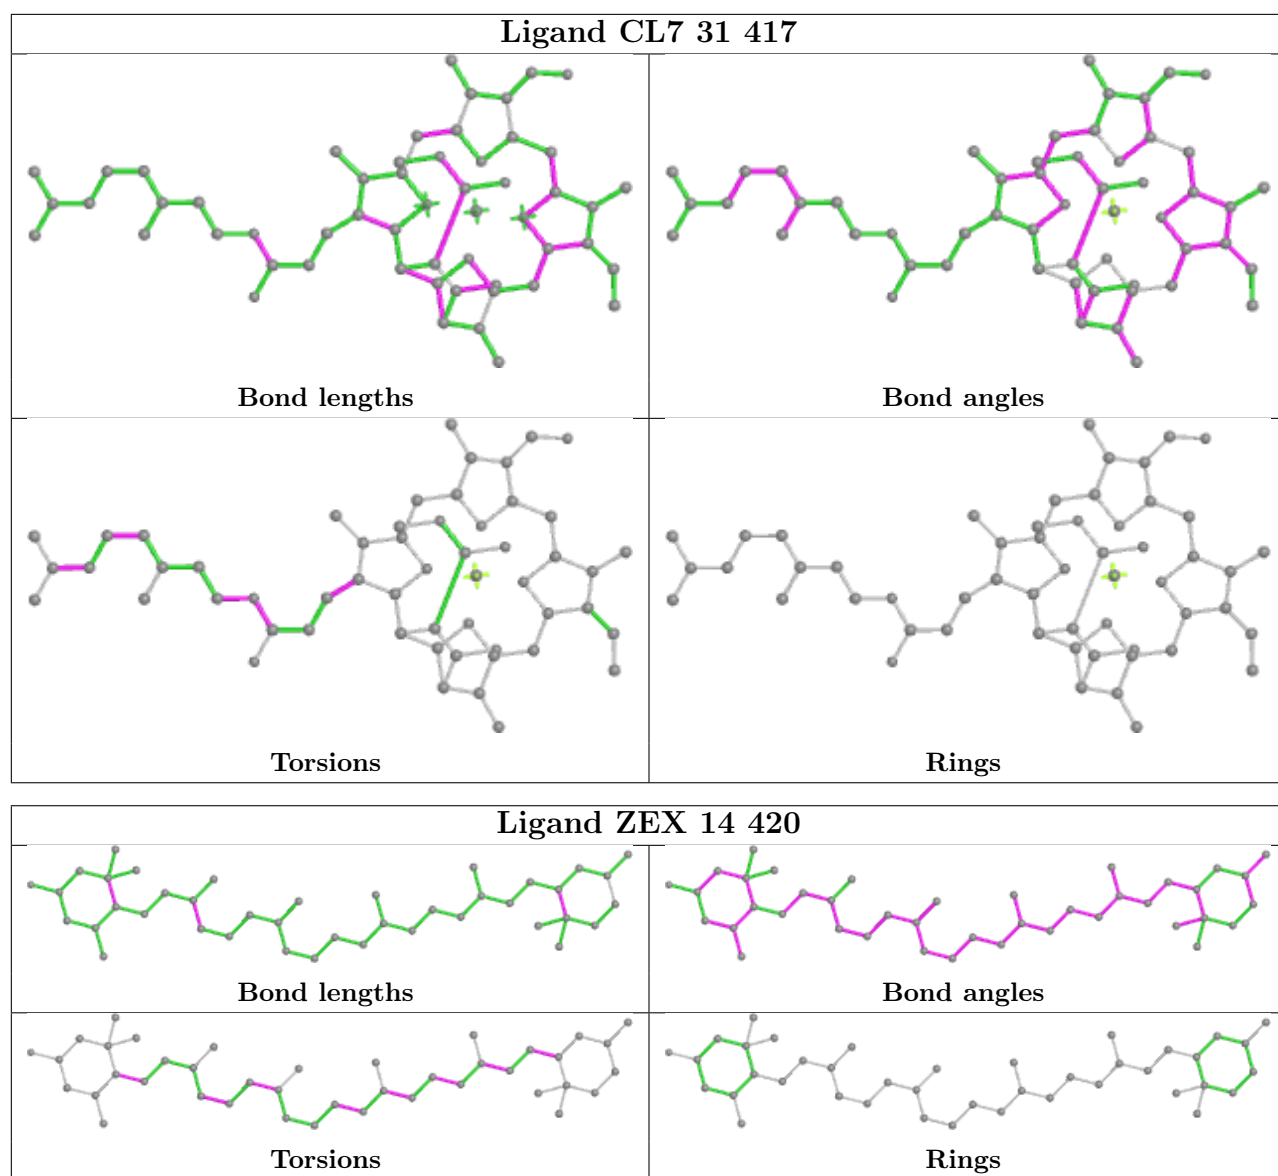 Ligand CL7 31 417
Bond lengths
Bond angles
Torsions
Rings
Ligand ZEX 14 420
Bond lengths
Bond angles
Torsions
Rings